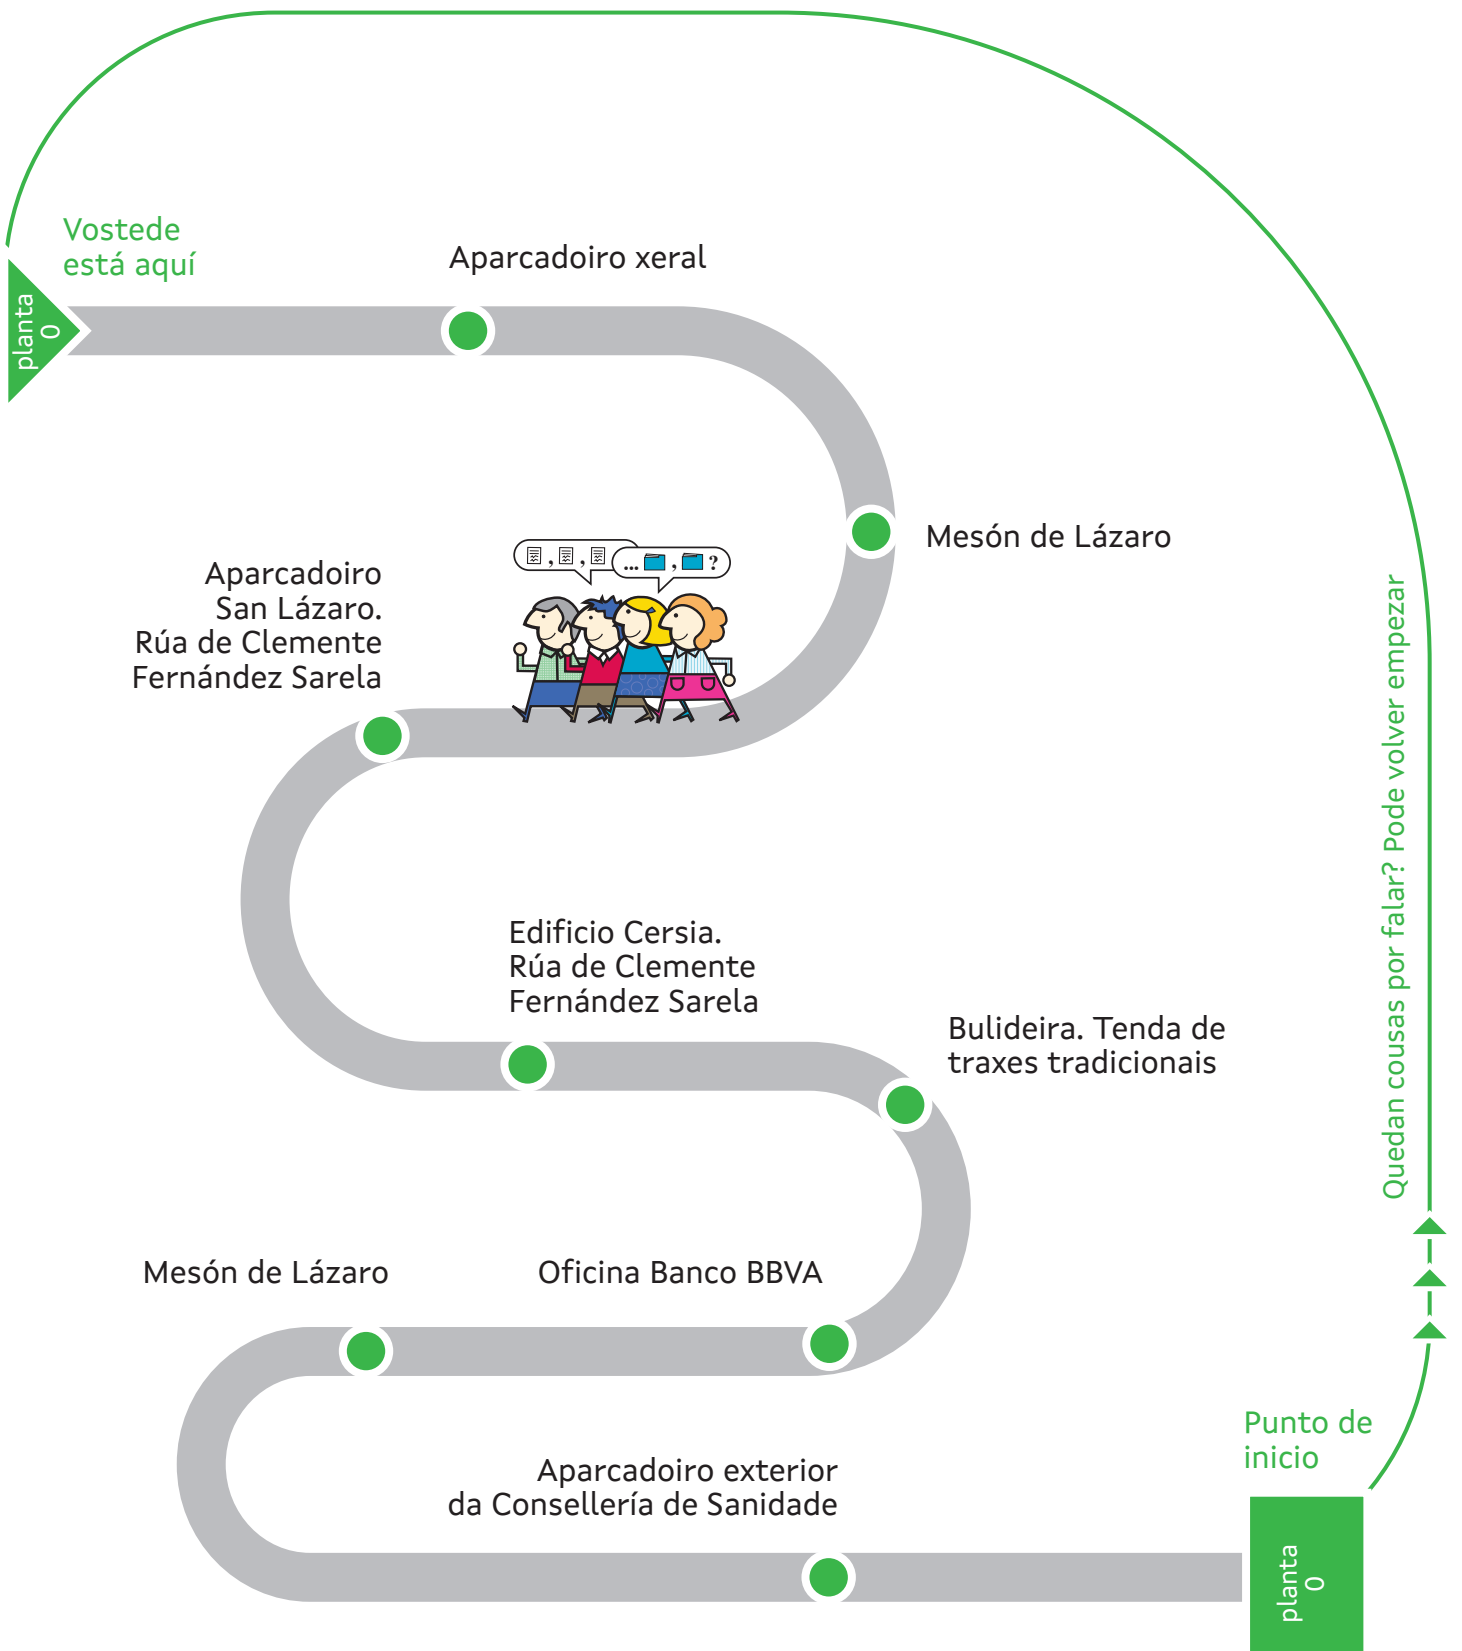 Vostede
está aquí
planta
0
Aparcadoiro xeral
Mesón de Lázaro
... , ?
, ,
Aparcadoiro
San Lázaro.
Rúa de Clemente
Fernández Sarela
Edificio Cersia.
Rúa de Clemente
Fernández Sarela
Bulideira. Tenda de
traxes tradicionais
Oficina Banco BBVA
Mesón de Lázaro
Aparcadoiro exterior
da Consellería de Sanidade
Punto de
inicio
planta
0
Quedan cousas por falar? Pode volver empezar